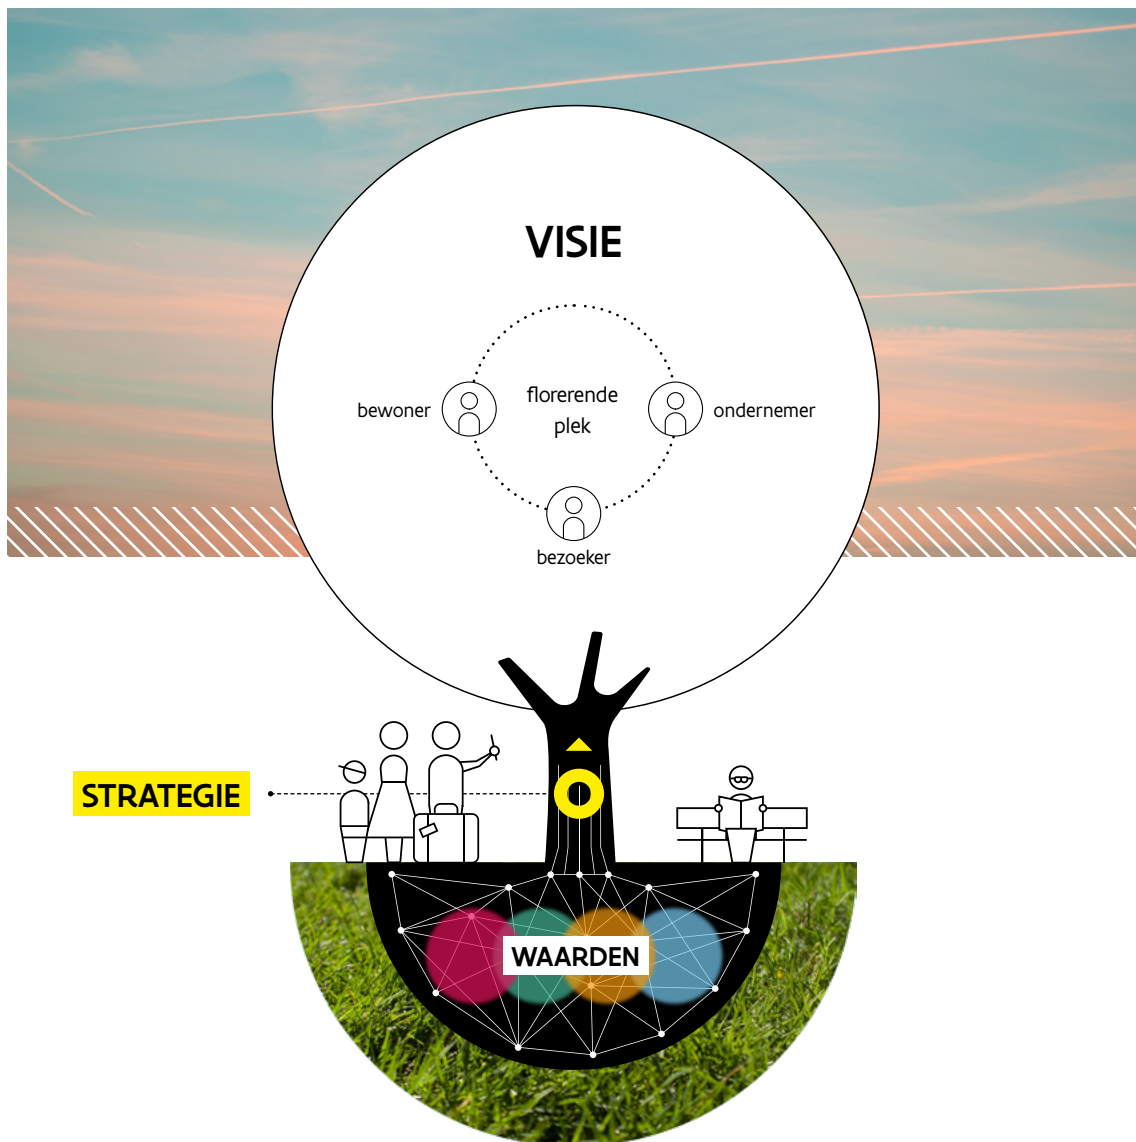 VISIE
florerende
plek
bewoner
ondernemer
bezoeker
STRATEGIE
WAARDEN